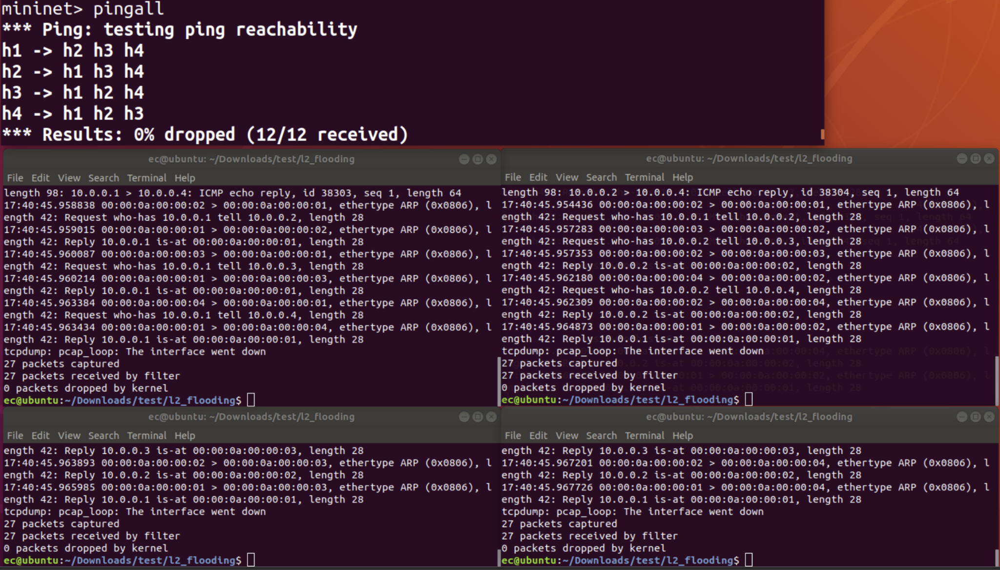 mininet> pingall
*** Ping: testing ping reachability
h1 -> h2 h3 h4
h2 -> h1 h3 h4
h3 -> h1 h2 h4
h4 -> h1 h2 h3
*** Results: 0% dropped (12/12 received)
ec@ubuntu: ~/Downloads/test/l2_flooding
File Edit View Search Terminal Help
length 98: 10.0.0.1 > 10.0.0.4: ICMP echo reply, id 38303, seq 1, length 64
17:40:45.958838 00:00:0a:00:00:02 > 00:00:0a:00:00:01, ethertype ARP (0x0806), l
ength 42: Request who-has 10.0.0.1 tell 10.0.0.2, length 28
17:40:45.959015 00:00:0a:00:00:01 > 00:00:0a:00:00:02, ethertype ARP (0x0806), l
ength 42: Reply 10.0.0.1 is-at 00:00:0a:00:00:01, length 28
17:40:45.960087 00:00:0a:00:00:03 > 00:00:0a:00:00:01, ethertype ARP (0x0806), l
ength 42: Request who-has 10.0.0.1 tell 10.0.0.3, length 28
17:40:45.960214 00:00:0a:00:00:01 > 00:00:0a:00:00:03, ethertype ARP (0x0806), l
ength 42: Reply 10.0.0.1 is-at 00:00:0a:00:00:01, length 28
17:40:45.963384 00:00:0a:00:00:04 > 00:00:0a:00:00:01, ethertype ARP (0x0806), l
ength 42: Request who-has 10.0.0.1 tell 10.0.0.4, length 28
17:40:45.963434 00:00:0a:00:00:01 > 00:00:0a:00:00:04, ethertype ARP (0x0806), l
ength 42: Reply 10.0.0.1 is-at 00:00:0a:00:00:01, length 28
tcpdump: pcap_loop: The interface went down
27 packets captured
27 packets received by filter
0 packets dropped by kernel
ec@ubuntu:~/Downloads/test/l2_flooding$
ec@ubuntu: ~/Downloads/test/l2_flooding
File Edit View Search Terminal Help
length 98: 10.0.0.2 > 10.0.0.4: ICMP echo reply, id 38304, seq 1, length 64
17:40:45.954436 00:00:0a:00:00:02 > 00:00:0a:00:00:01, ethertype ARP (0x0806), l
ength 42: Request who-has 10.0.0.1 tell 10.0.0.2, length 28
17:40:45.957283 00:00:0a:00:00:03 > 00:00:0a:00:00:02, ethertype ARP (0x0806), l
ength 42: Request who-has 10.0.0.2 tell 10.0.0.3, length 28
17:40:45.957353 00:00:0a:00:00:02 > 00:00:0a:00:00:03, ethertype ARP (0x0806), l
ength 42: Reply 10.0.0.2 is-at 00:00:0a:00:00:02, length 28
17:40:45.962180 00:00:0a:00:00:04 > 00:00:0a:00:00:02, ethertype ARP (0x0806), l
ength 42: Request who-has 10.0.0.2 tell 10.0.0.4, length 28
17:40:45.962309 00:00:0a:00:00:02 > 00:00:0a:00:00:04, ethertype ARP (0x0806), l
ength 42: Reply 10.0.0.2 is-at 00:00:0a:00:00:02, length 28
17:40:45.964873 00:00:0a:00:00:01 > 00:00:0a:00:00:02, ethertype ARP (0x0806), l
ength 42: Reply 10.0.0.1 is-at 00:00:0a:00:00:01, length 28
tcpdump: pcap_loop: The interface went down
27 packets captured
27 packets received by filter
0 packets dropped by kernel
ec@ubuntu:~/Downloads/test/l2_flooding$
ec@ubuntu: ~/Downloads/test/l2_flooding
File Edit View Search Terminal Help
ength 42: Reply 10.0.0.3 is-at 00:00:0a:00:00:03, length 28
17:40:45.963893 00:00:0a:00:00:02 > 00:00:0a:00:00:03, ethertype ARP (0x0806), l
ength 42: Reply 10.0.0.2 is-at 00:00:0a:00:00:02, length 28
17:40:45.965985 00:00:0a:00:00:01 > 00:00:0a:00:00:03, ethertype ARP (0x0806), l
ength 42: Reply 10.0.0.1 is-at 00:00:0a:00:00:01, length 28
tcpdump: pcap_loop: The interface went down
27 packets captured
27 packets received by filter
0 packets dropped by kernel
ec@ubuntu:~/Downloads/test/l2_flooding$
ec@ubuntu: ~/Downloads/test/l2_flooding
File Edit View Search Terminal Help
ength 42: Reply 10.0.0.3 is-at 00:00:0a:00:00:03, length 28
17:40:45.967201 00:00:0a:00:00:02 > 00:00:0a:00:00:04, ethertype ARP (0x0806), l
ength 42: Reply 10.0.0.2 is-at 00:00:0a:00:00:02, length 28
17:40:45.967726 00:00:0a:00:00:01 > 00:00:0a:00:00:04, ethertype ARP (0x0806), l
ength 42: Reply 10.0.0.1 is-at 00:00:0a:00:00:01, length 28
tcpdump: pcap_loop: The interface went down
27 packets captured
27 packets received by filter
0 packets dropped by kernel
ec@ubuntu:~/Downloads/test/l2_flooding$